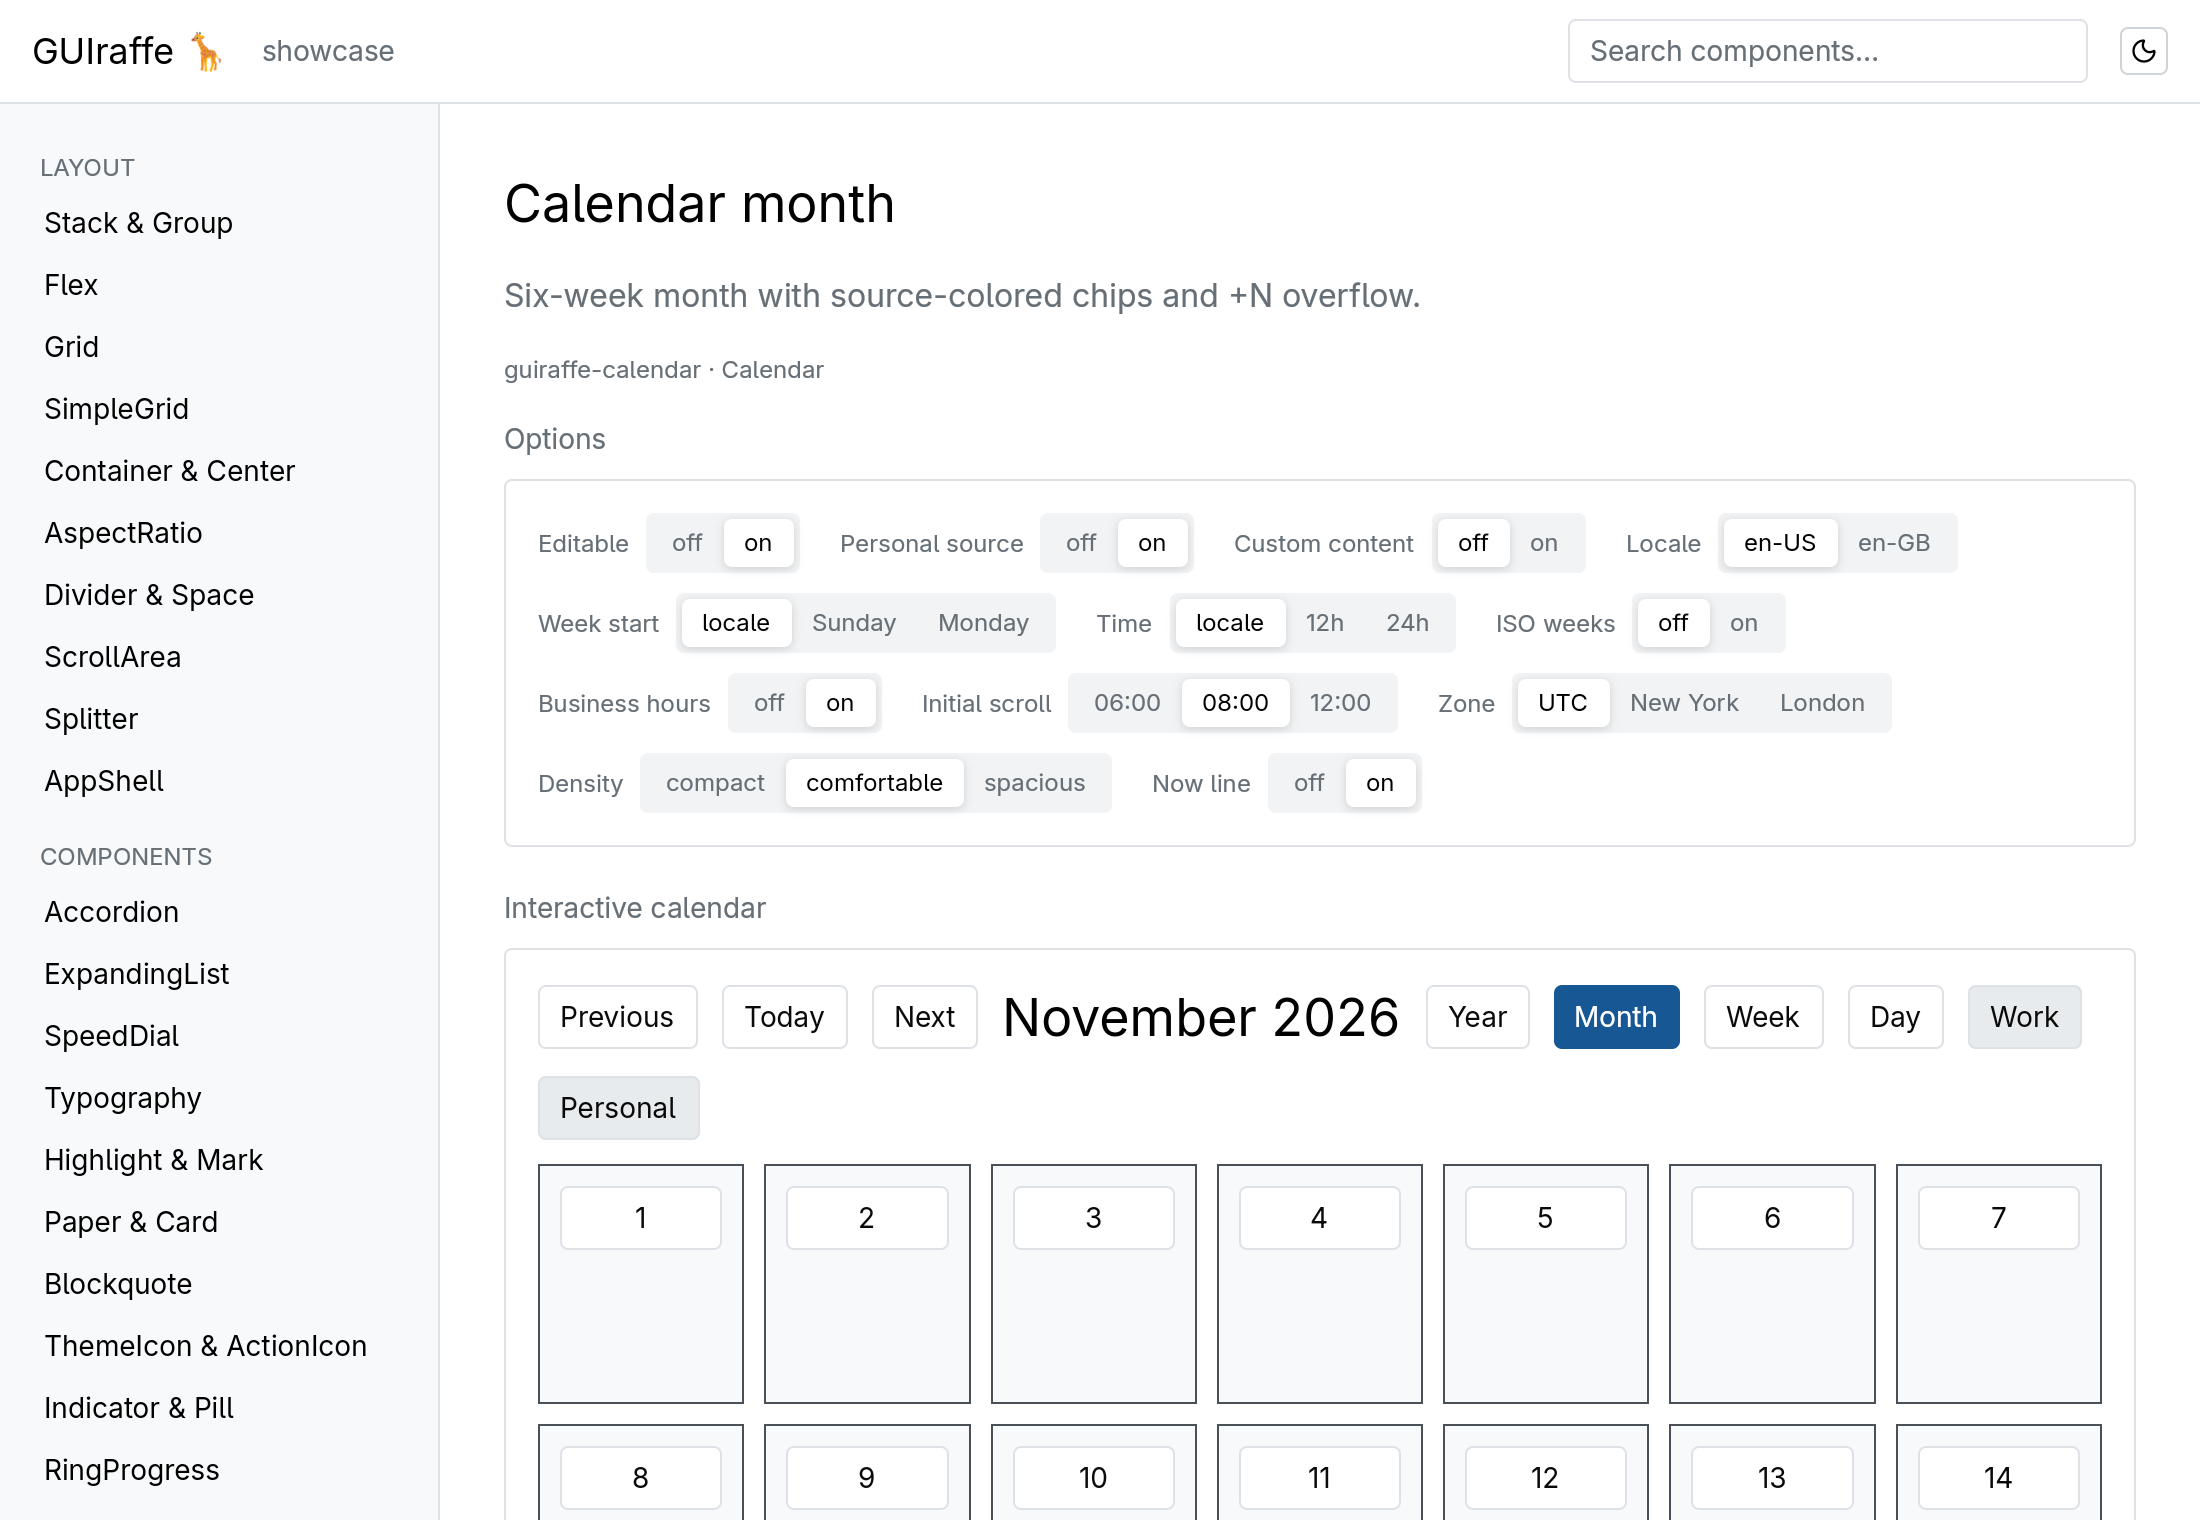 GUIraffe 🦒 showcase Search components...
LAYOUT
Stack & Group
Flex
Grid
SimpleGrid
Container & Center
AspectRatio
Divider & Space
ScrollArea
Splitter
AppShell
COMPONENTS
Accordion
ExpandingList
SpeedDial
Typography
Highlight & Mark
Paper & Card
Blockquote
ThemeIcon & ActionIcon
Indicator & Pill
RingProgress
Calendar month
Six-week month with source-colored chips and +N overflow.
guiraffe-calendar · Calendar
Options
Editable off on Personal source off on Custom content off on Locale en-US en-GB
Week start locale Sunday Monday Time locale 12h 24h ISO weeks off on
Business hours off on Initial scroll 06:00 08:00 12:00 Zone UTC New York London
Density compact comfortable spacious Now line off on
Interactive calendar
Previous Today Next November 2026 Year Month Week Day Work
Personal
1 2 3 4 5 6 7
8 9 10 11 12 13 14